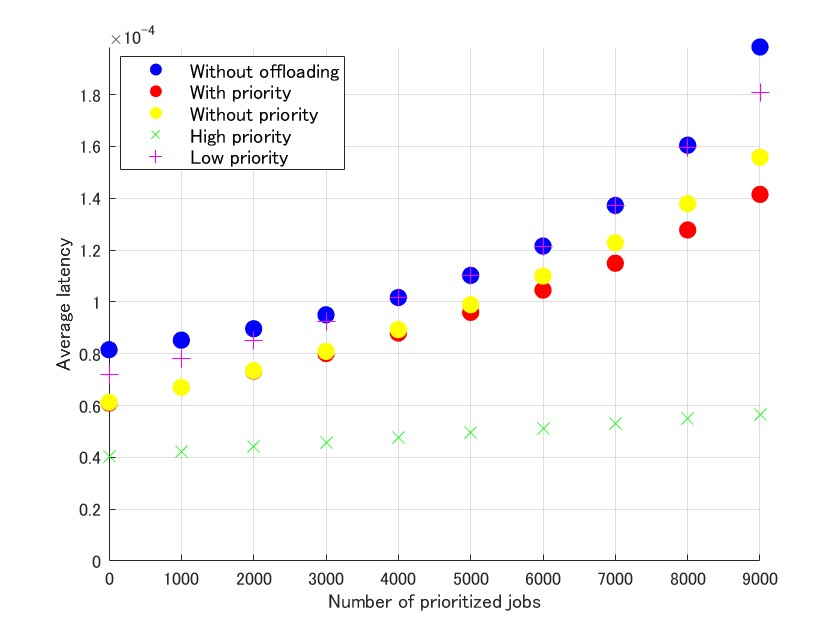 ×10⁻⁴
Without offloading
With priority
Without priority
High priority
Low priority
1.8
1.6
1.4
1.2
1
0.8
0.6
0.4
0.2
0
Average latency
0 1000 2000 3000 4000 5000 6000 7000 8000 9000
Number of prioritized jobs